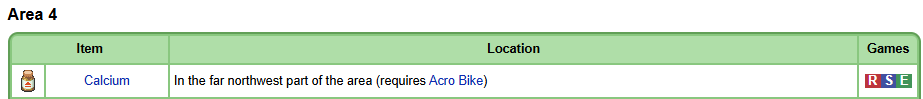 Area 4
Item Location Games
Calcium In the far northwest part of the area (requires Acro Bike) R S E